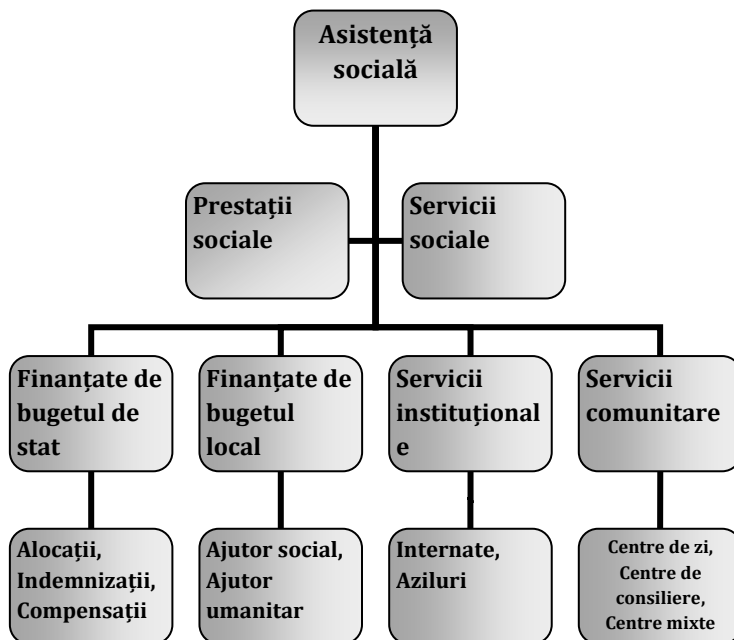 Asistență
socială
Prestații
sociale
Servicii
sociale
Finanțate de
bugetul de
stat
Finanțate de
bugetul
local
Servicii
instituțional
e
Servicii
comunitare
Alocații,
Indemnizații,
Compensații
Ajutor social,
Ajutor
umanitar
Internate,
Aziluri
Centre de zi,
Centre de
consiliere,
Centre mixte